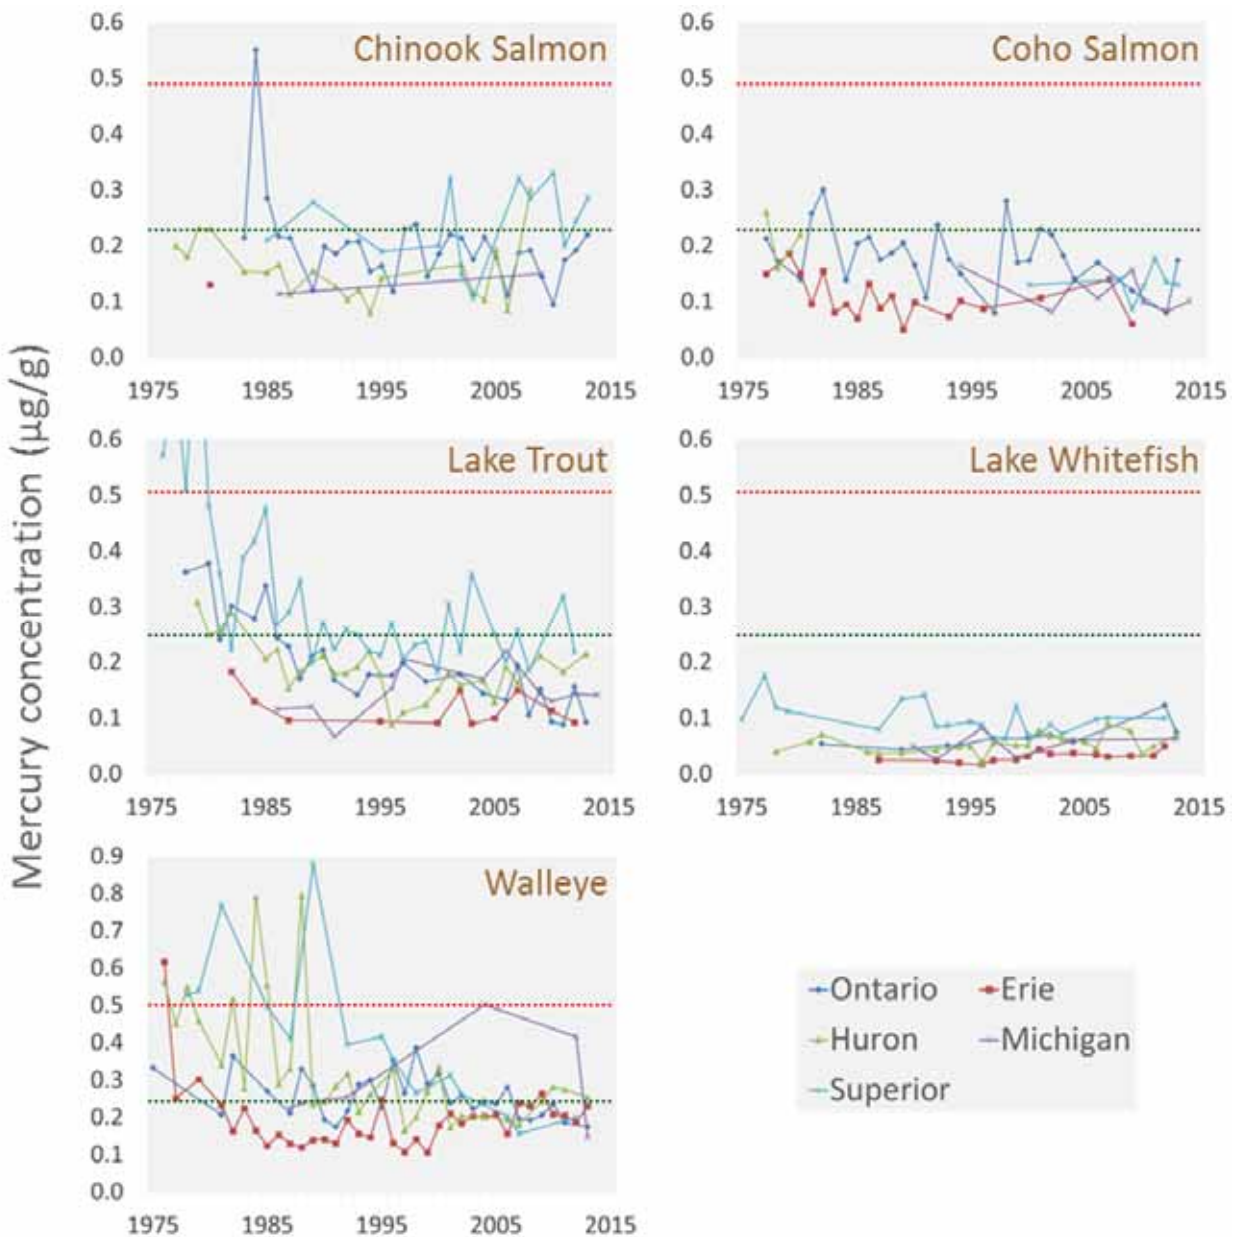 Mercury concentration (µg/g)
Chinook Salmon
0.6
0.5
0.4
0.3
0.2
0.1
0.0
1975 1985 1995 2005 2015
Coho Salmon
0.6
0.5
0.4
0.3
0.2
0.1
0.0
1975 1985 1995 2005 2015
Lake Trout
0.6
0.5
0.4
0.3
0.2
0.1
0.0
1975 1985 1995 2005 2015
Lake Whitefish
0.6
0.5
0.4
0.3
0.2
0.1
0.0
1975 1985 1995 2005 2015
Walleye
0.9
0.8
0.7
0.6
0.5
0.4
0.3
0.2
0.1
0.0
1975 1985 1995 2005 2015
Ontario Erie
Huron Michigan
Superior